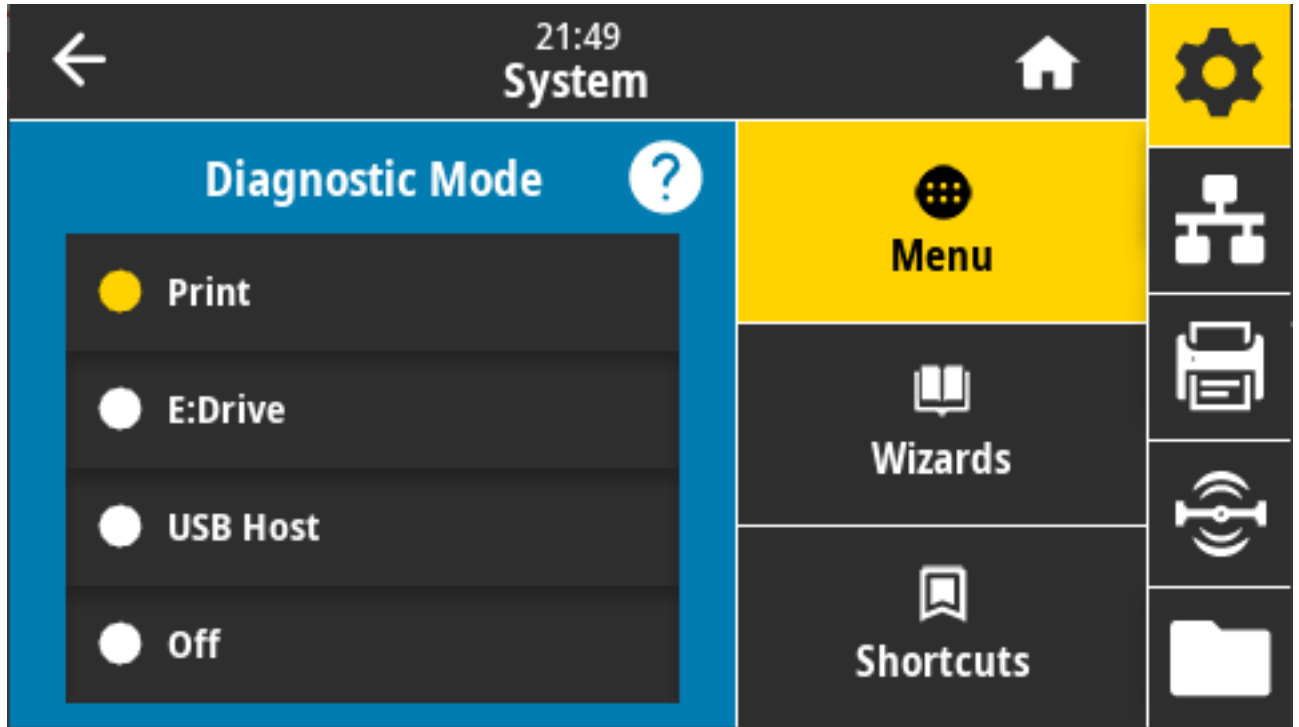 21:49
System
Diagnostic Mode
?
Print
E:Drive
USB Host
Off
Menu
Wizards
Shortcuts